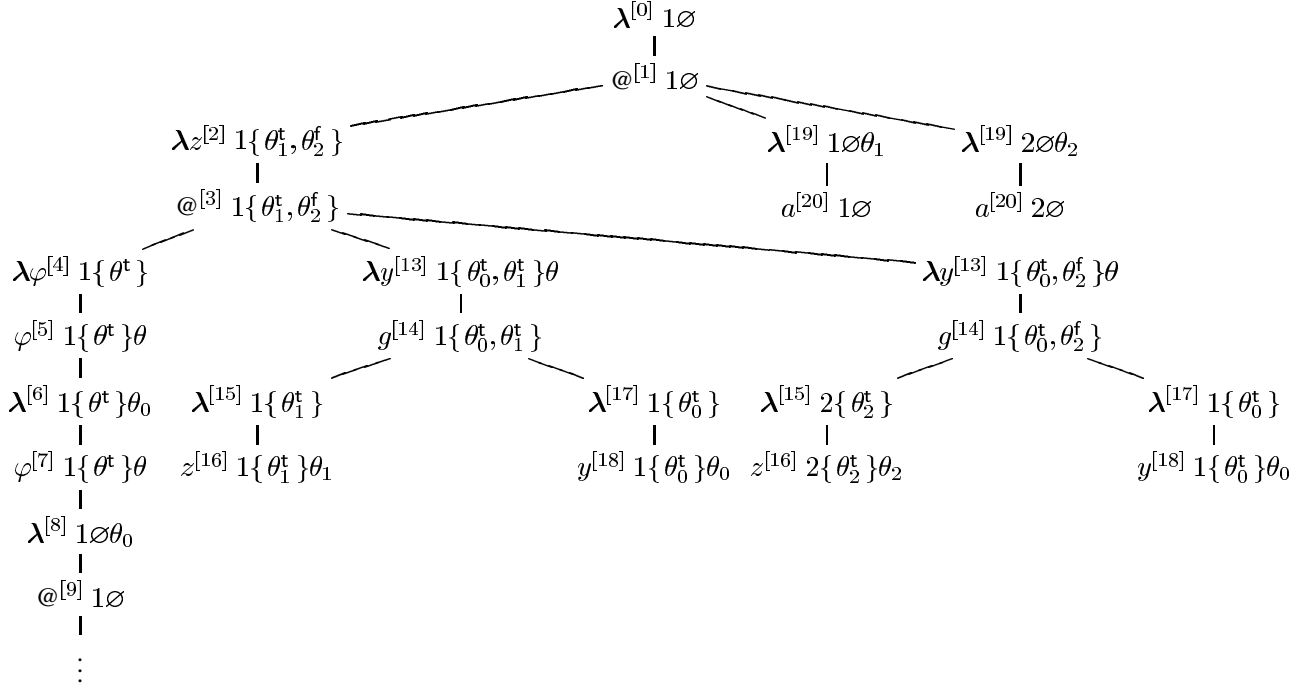 𝝀^[0] 1∅
@^[1] 1∅
𝝀z^[2] 1{θ₁ᵗ, θ₂ᶠ} 𝝀^[19] 1∅θ₁ 𝝀^[19] 2∅θ₂
@^[3] 1{θ₁ᵗ, θ₂ᶠ} a^[20] 1∅ a^[20] 2∅
𝝀φ^[4] 1{θᵗ} 𝝀y^[13] 1{θ₀ᵗ, θ₁ᵗ}θ 𝝀y^[13] 1{θ₀ᵗ, θ₂ᶠ}θ
φ^[5] 1{θᵗ}θ g^[14] 1{θ₀ᵗ, θ₁ᵗ} g^[14] 1{θ₀ᵗ, θ₂ᶠ}
𝝀^[6] 1{θᵗ}θ₀ 𝝀^[15] 1{θ₁ᵗ} 𝝀^[17] 1{θ₀ᵗ} 𝝀^[15] 2{θ₂ᵗ} 𝝀^[17] 1{θ₀ᵗ}
φ^[7] 1{θᵗ}θ z^[16] 1{θ₁ᵗ}θ₁ y^[18] 1{θ₀ᵗ}θ₀ z^[16] 2{θ₂ᵗ}θ₂ y^[18] 1{θ₀ᵗ}θ₀
𝝀^[8] 1∅θ₀
@^[9] 1∅
⋮